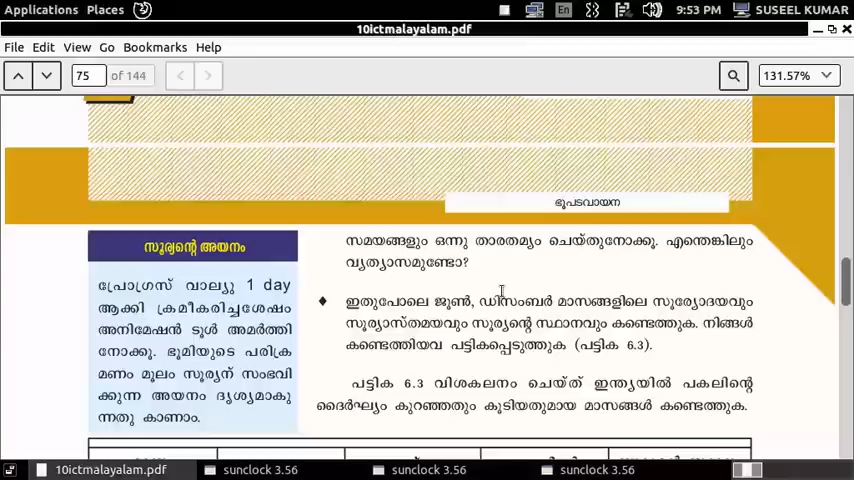 Applications Places En 9:53 PM SUSEEL KUMAR
10ictmalayalam.pdf
File Edit View Go Bookmarks Help
75 of 144 131.57%
ഭൂപടവായന
സൂര്യന്റെ അയനം
പ്രോഗ്രസ് വാല്യു 1 day
ആക്കി ക്രമീകരിച്ചശേഷം
അനിമേഷൻ ടൂൾ അമർത്തി
നോക്കൂ. ഭൂമിയുടെ പരിക്ര
മണം മൂലം സൂര്യന് സംഭവി
ക്കുന്ന അയനം ദൃശ്യമാകു
ന്നതു കാണാം.
സമയങ്ങളും ഒന്നു താരതമ്യം ചെയ്തുനോക്കൂ. എന്തെങ്കിലും
വ്യത്യാസമുണ്ടോ?
♦ ഇതുപോലെ ജൂൺ, ഡിസംബർ മാസങ്ങളിലെ സൂര്യോദയവും
സൂര്യാസ്തമയവും സൂര്യന്റെ സ്ഥാനവും കണ്ടെത്തുക. നിങ്ങൾ
കണ്ടെത്തിയവ പട്ടികപ്പെടുത്തുക (പട്ടിക 6.3).
പട്ടിക 6.3 വിശകലനം ചെയ്ത് ഇന്ത്യയിൽ പകലിന്റെ
ദൈർഘ്യം കുറഞ്ഞതും കൂടിയതുമായ മാസങ്ങൾ കണ്ടെത്തുക.
10ictmalayalam.pdf sunclock 3.56 sunclock 3.56 sunclock 3.56